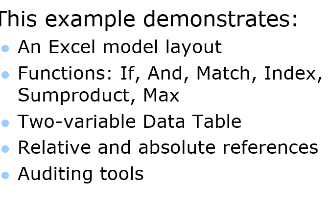 This example demonstrates:
An Excel model layout
Functions: If, And, Match, Index,
Sumproduct, Max
Two-variable Data Table
Relative and absolute references
Auditing tools